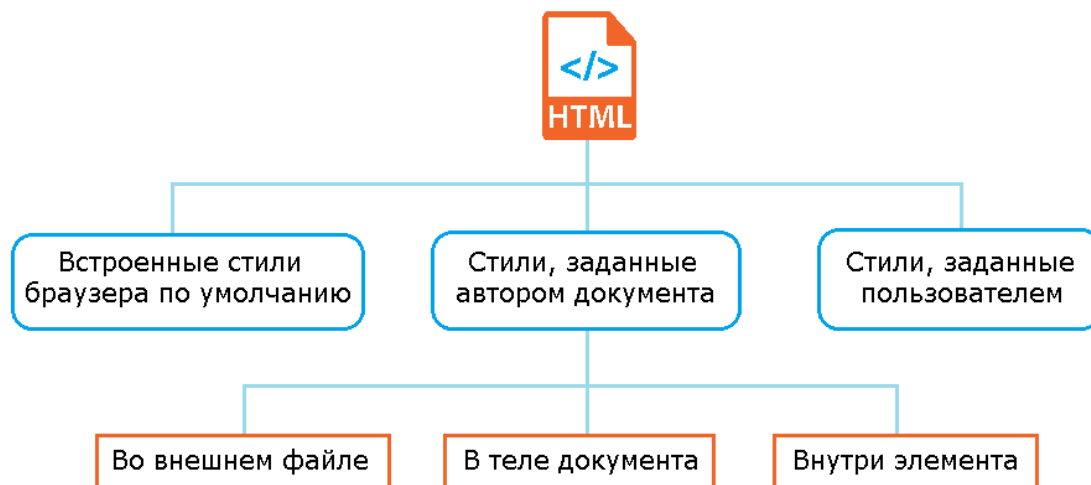 </>
HTML
Встроенные стили
браузера по умолчанию
Стили, заданные
автором документа
Стили, заданные
пользователем
Во внешнем файле
В теле документа
Внутри элемента